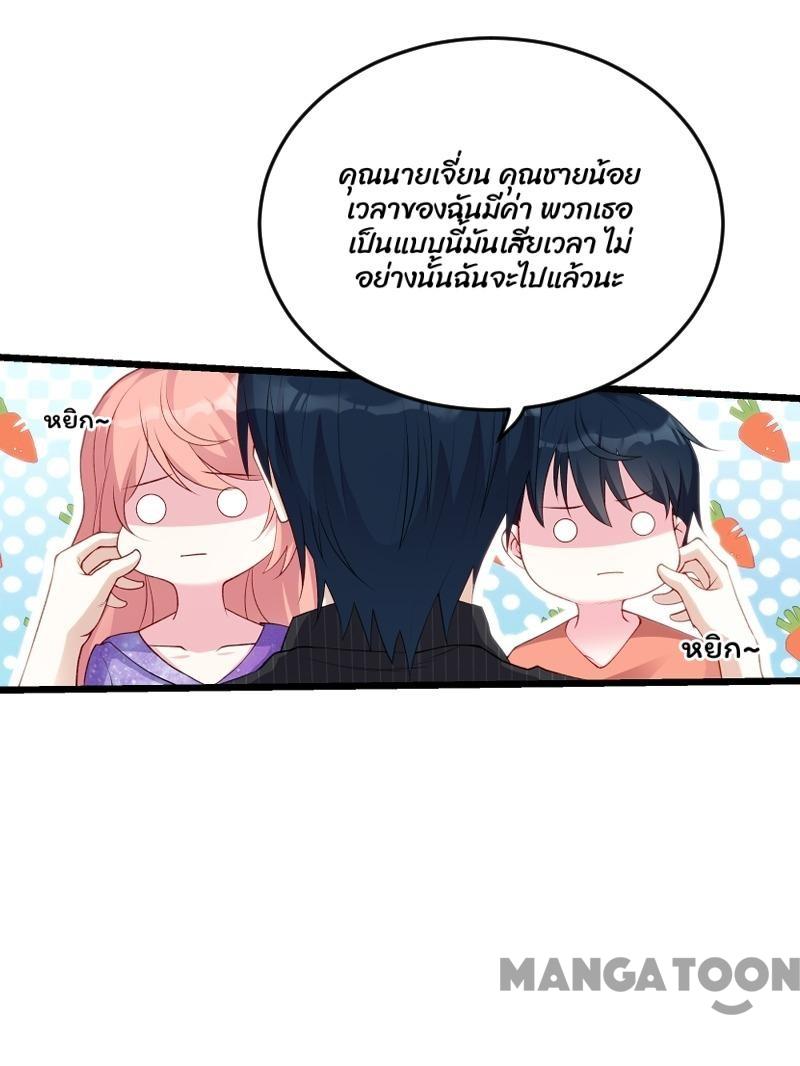 คุณนายเจี่ยน คุณชายน้อย
เวลาของฉันมีค่า พวกเธอ
เป็นแบบนี้มันเสียเวลา ไม่
อย่างนั้นฉันจะไปแล้วนะ
หยิก~
หยิก~
MANGATOON